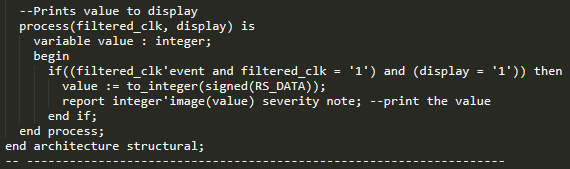 --Prints value to display
process(filtered_clk, display) is
variable value : integer;
begin
if((filtered_clk'event and filtered_clk = '1') and (display = '1')) then
value := to_integer(signed(RS_DATA));
report integer'image(value) severity note; --print the value
end if;
end process;
end architecture structural;
-- ------------------------------------------------------------------